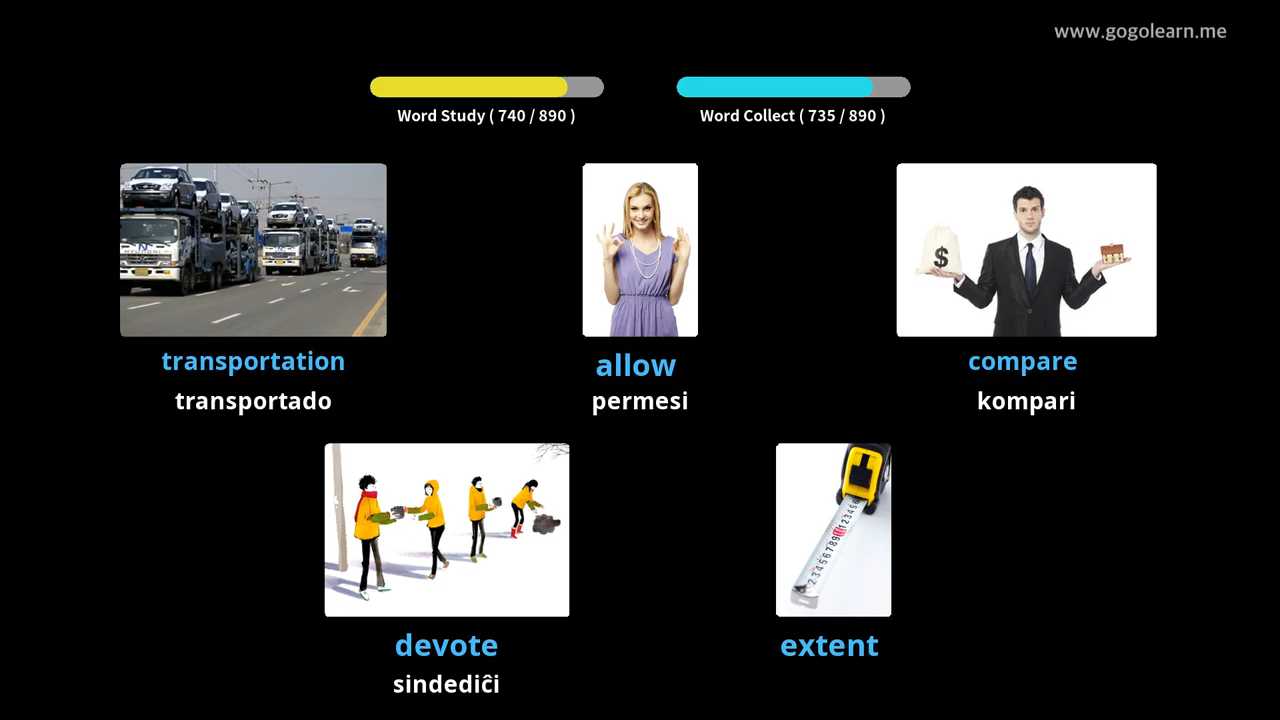 www.gogolearn.me
Word Study ( 740 / 890 )
Word Collect ( 735 / 890 )
transportation
transportado
allow
permesi
compare
kompari
$
devote
sindediĉi
extent